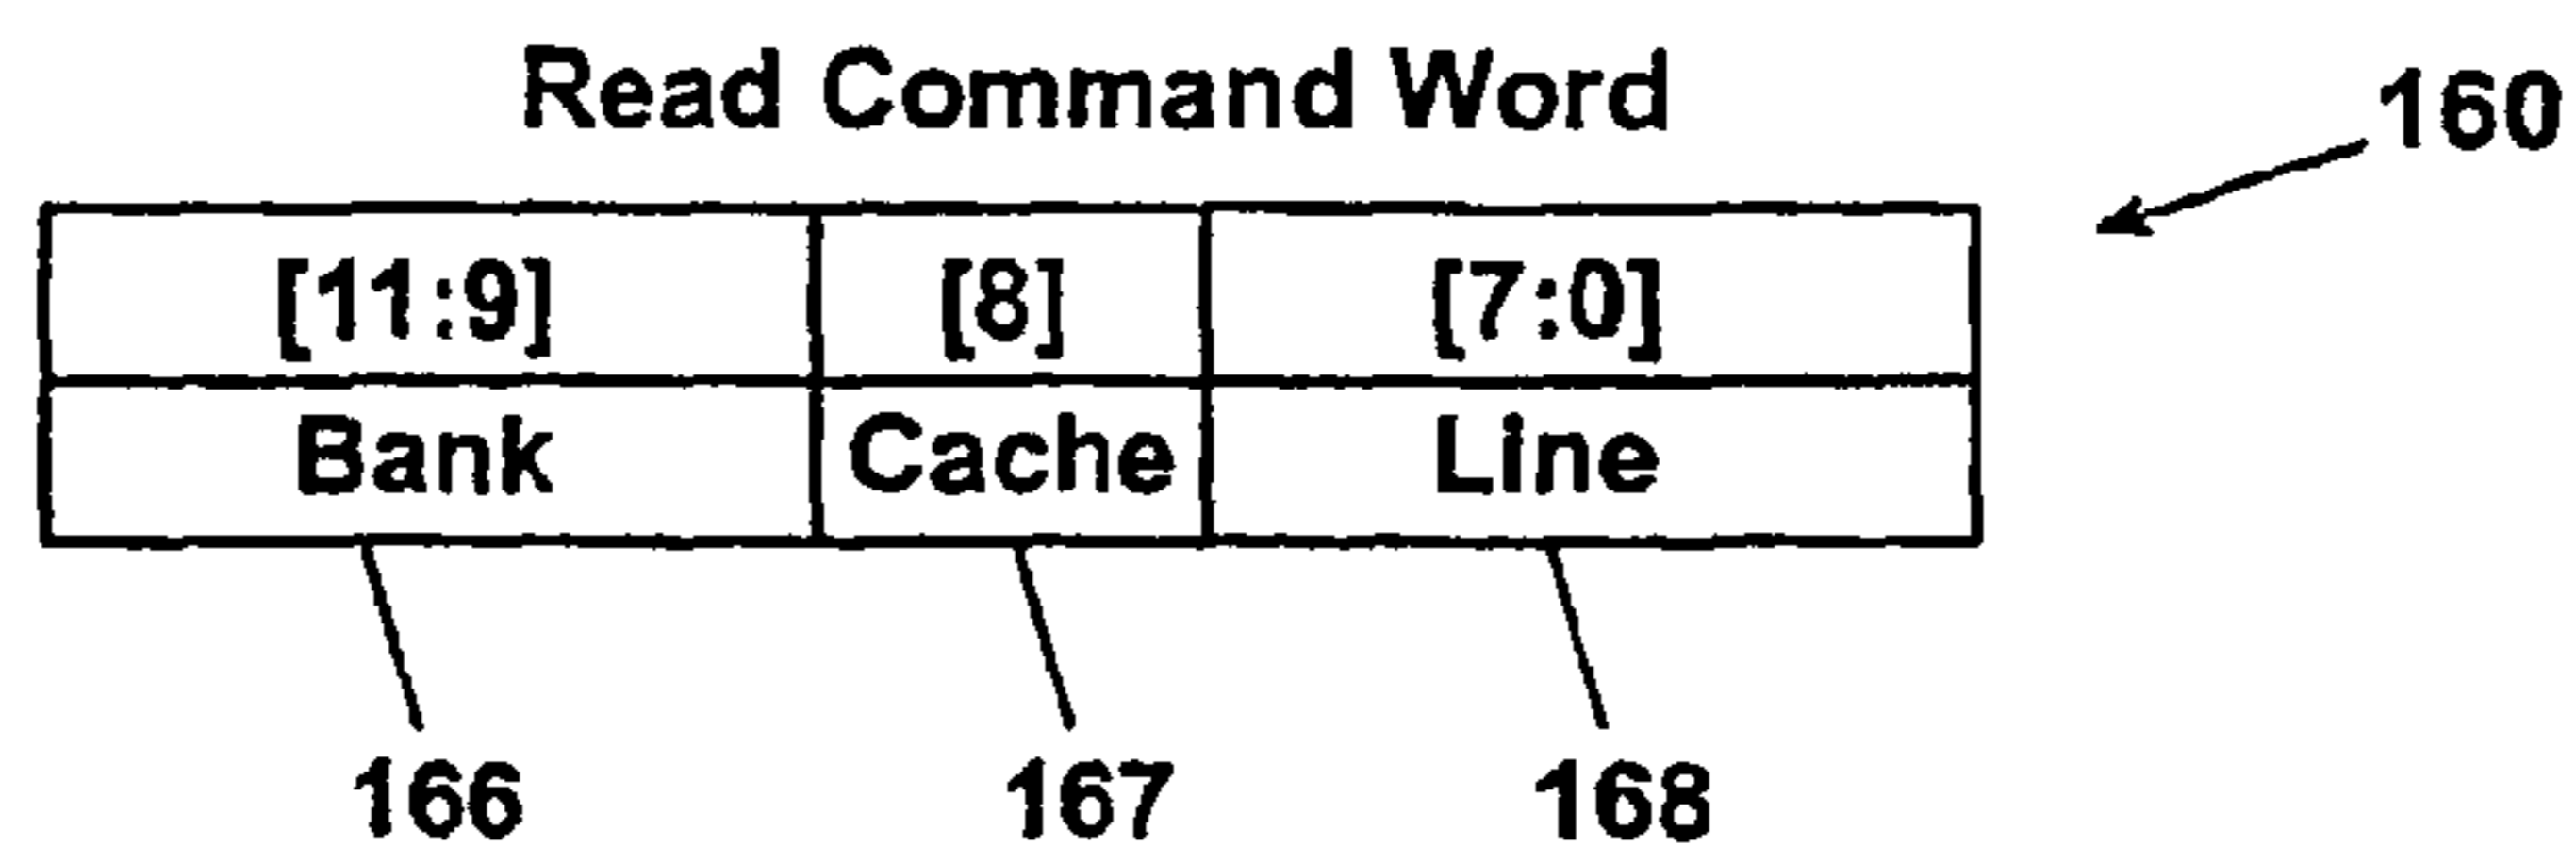 Read Command Word
160
[11:9] [8] [7:0]
Bank Cache Line
166 167 168